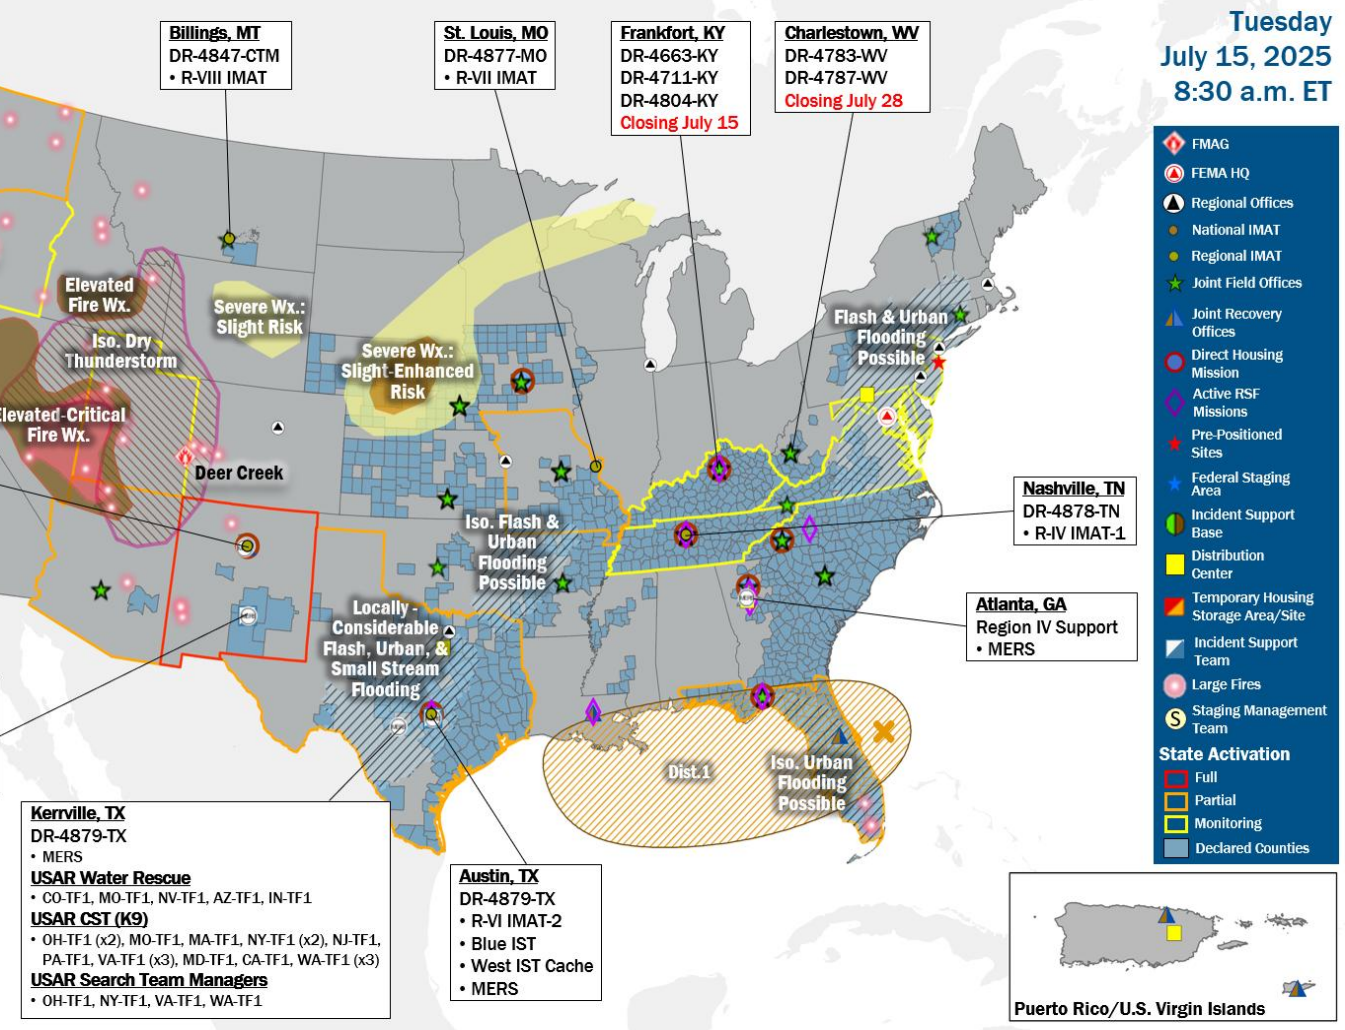 Billings, MT
DR-4847-CTM
• R-VIII IMAT
St. Louis, MO
DR-4877-MO
• R-VII IMAT
Frankfort, KY
DR-4663-KY
DR-4711-KY
DR-4804-KY
Closing July 15
Charlestown, WV
DR-4783-WV
DR-4787-WV
Closing July 28
Tuesday
July 15, 2025
8:30 a.m. ET
FMAG
FEMA HQ
Regional Offices
National IMAT
Regional IMAT
Joint Field Offices
Joint Recovery
Offices
Direct Housing
Mission
Active RSF
Missions
Pre-Positioned
Sites
Federal Staging
Area
Incident Support
Base
Distribution
Center
Temporary Housing
Storage Area/Site
Incident Support
Team
Large Fires
S
Staging Management
Team
State Activation
Full
Partial
Monitoring
Declared Counties
Elevated
Fire Wx.
Severe Wx.:
Slight Risk
Iso. Dry
Thunderstorm
Severe Wx.:
Slight-Enhanced
Risk
Flash & Urban
Flooding
Possible
Elevated-Critical
Fire Wx.
Deer Creek
Iso. Flash &
Urban
Flooding
Possible
Nashville, TN
DR-4878-TN
• R-IV IMAT-1
Locally -
Considerable
Flash, Urban, &
Small Stream
Flooding
MERS
MERS
MERS
Atlanta, GA
Region IV Support
• MERS
Dist.1
Iso. Urban
Flooding
Possible
Kerrville, TX
DR-4879-TX
• MERS
USAR Water Rescue
• CO-TF1, MO-TF1, NV-TF1, AZ-TF1, IN-TF1
USAR CST (K9)
• OH-TF1 (x2), MO-TF1, MA-TF1, NY-TF1 (x2), NJ-TF1,
PA-TF1, VA-TF1 (x3), MD-TF1, CA-TF1, WA-TF1 (x3)
USAR Search Team Managers
• OH-TF1, NY-TF1, VA-TF1, WA-TF1
Austin, TX
DR-4879-TX
• R-VI IMAT-2
• Blue IST
• West IST Cache
• MERS
Puerto Rico/U.S. Virgin Islands